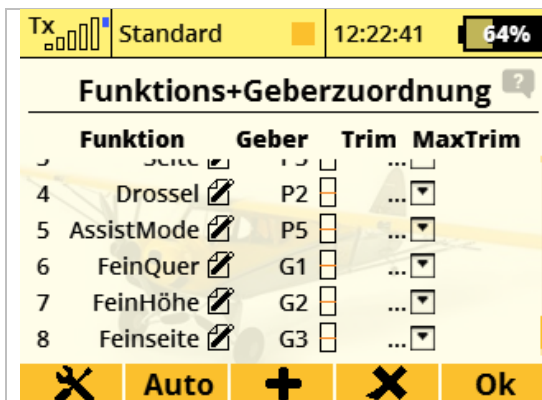 Tx Standard 12:22:41 64%
Funktions+Geberzuordnung ?
Funktion Geber Trim MaxTrim
4 Drossel P2 ...
5 AssistMode P5 ...
6 FeinQuer G1 ...
7 FeinHöhe G2 ...
8 Feinseite G3 ...
Auto Ok